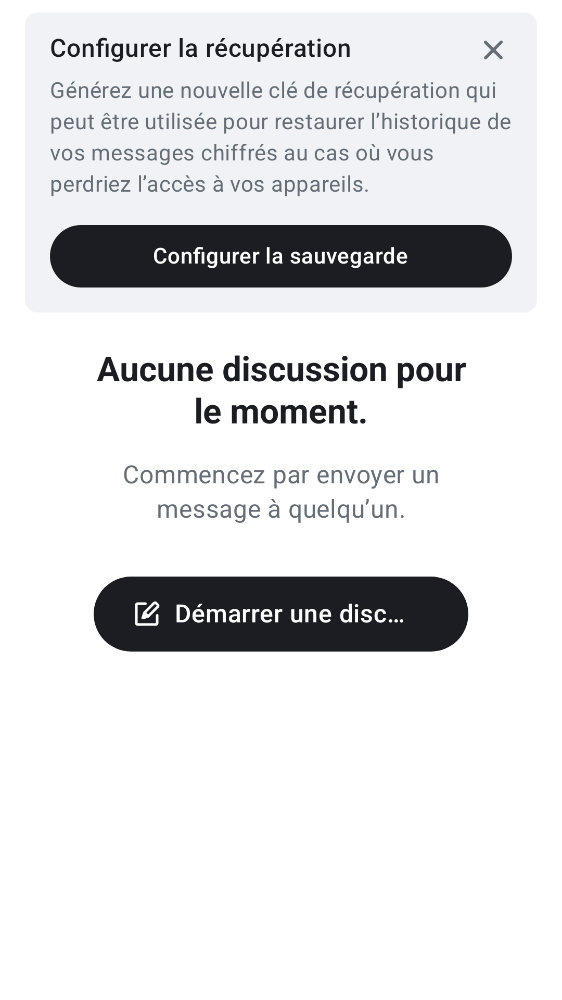 Configurer la récupération
Générez une nouvelle clé de récupération qui
peut être utilisée pour restaurer l’historique de
vos messages chiffrés au cas où vous
perdriez l’accès à vos appareils.
Configurer la sauvegarde
Aucune discussion pour
le moment.
Commencez par envoyer un
message à quelqu’un.
Démarrer une disc…